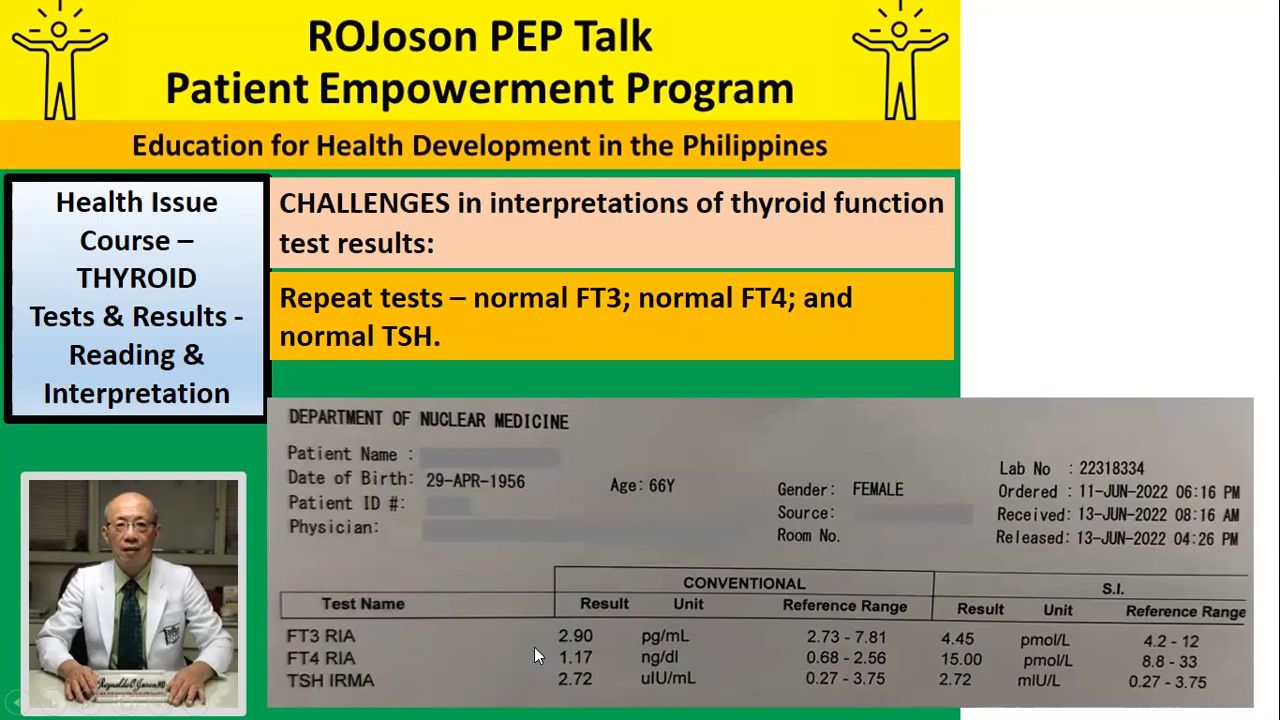 ROJoson PEP Talk
Patient Empowerment Program
Education for Health Development in the Philippines
Health Issue
Course –
THYROID
Tests & Results -
Reading &
Interpretation
CHALLENGES in interpretations of thyroid function
test results:
Repeat tests – normal FT3; normal FT4; and
normal TSH.
DEPARTMENT OF NUCLEAR MEDICINE
Patient Name :
Date of Birth: 29-APR-1956 Age: 66Y
Patient ID #:
Physician:
Gender: FEMALE
Source:
Room No.
Lab No : 22318334
Ordered : 11-JUN-2022 06:16 PM
Received: 13-JUN-2022 08:16 AM
Released: 13-JUN-2022 04:26 PM
CONVENTIONAL S.I.
Test Name Result Unit Reference Range Result Unit Reference Range
FT3 RIA 2.90 pg/mL 2.73 - 7.81 4.45 pmol/L 4.2 - 12
FT4 RIA 1.17 ng/dl 0.68 - 2.56 15.00 pmol/L 8.8 - 33
TSH IRMA 2.72 uIU/mL 0.27 - 3.75 2.72 mIU/L 0.27 - 3.75
Reynaldo O. Joson, MD